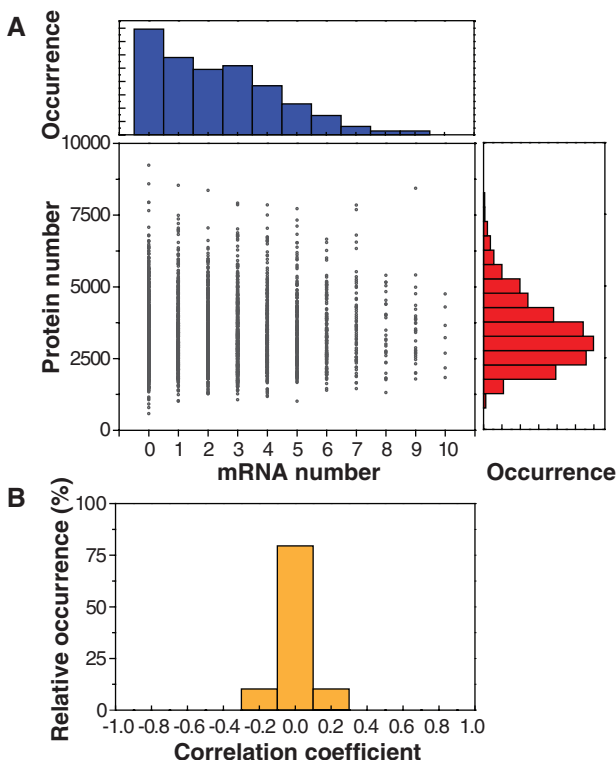 A
Occurrence
10000
7500
5000
2500
0
Protein number
0 1 2 3 4 5 6 7 8 9 10
mRNA number
Occurrence
B
100
75
50
25
0
Relative occurrence (%)
-1.0 -0.8 -0.6 -0.4 -0.2 0.0 0.2 0.4 0.6 0.8 1.0
Correlation coefficient